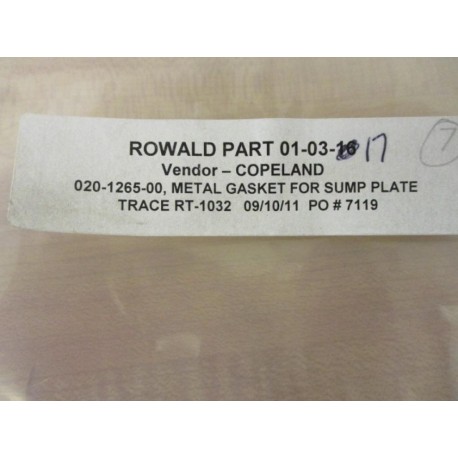 ROWALD PART 01-03-16 17
Vendor – COPELAND
020-1265-00, METAL GASKET FOR SUMP PLATE
TRACE RT-1032 09/10/11 PO # 7119
7